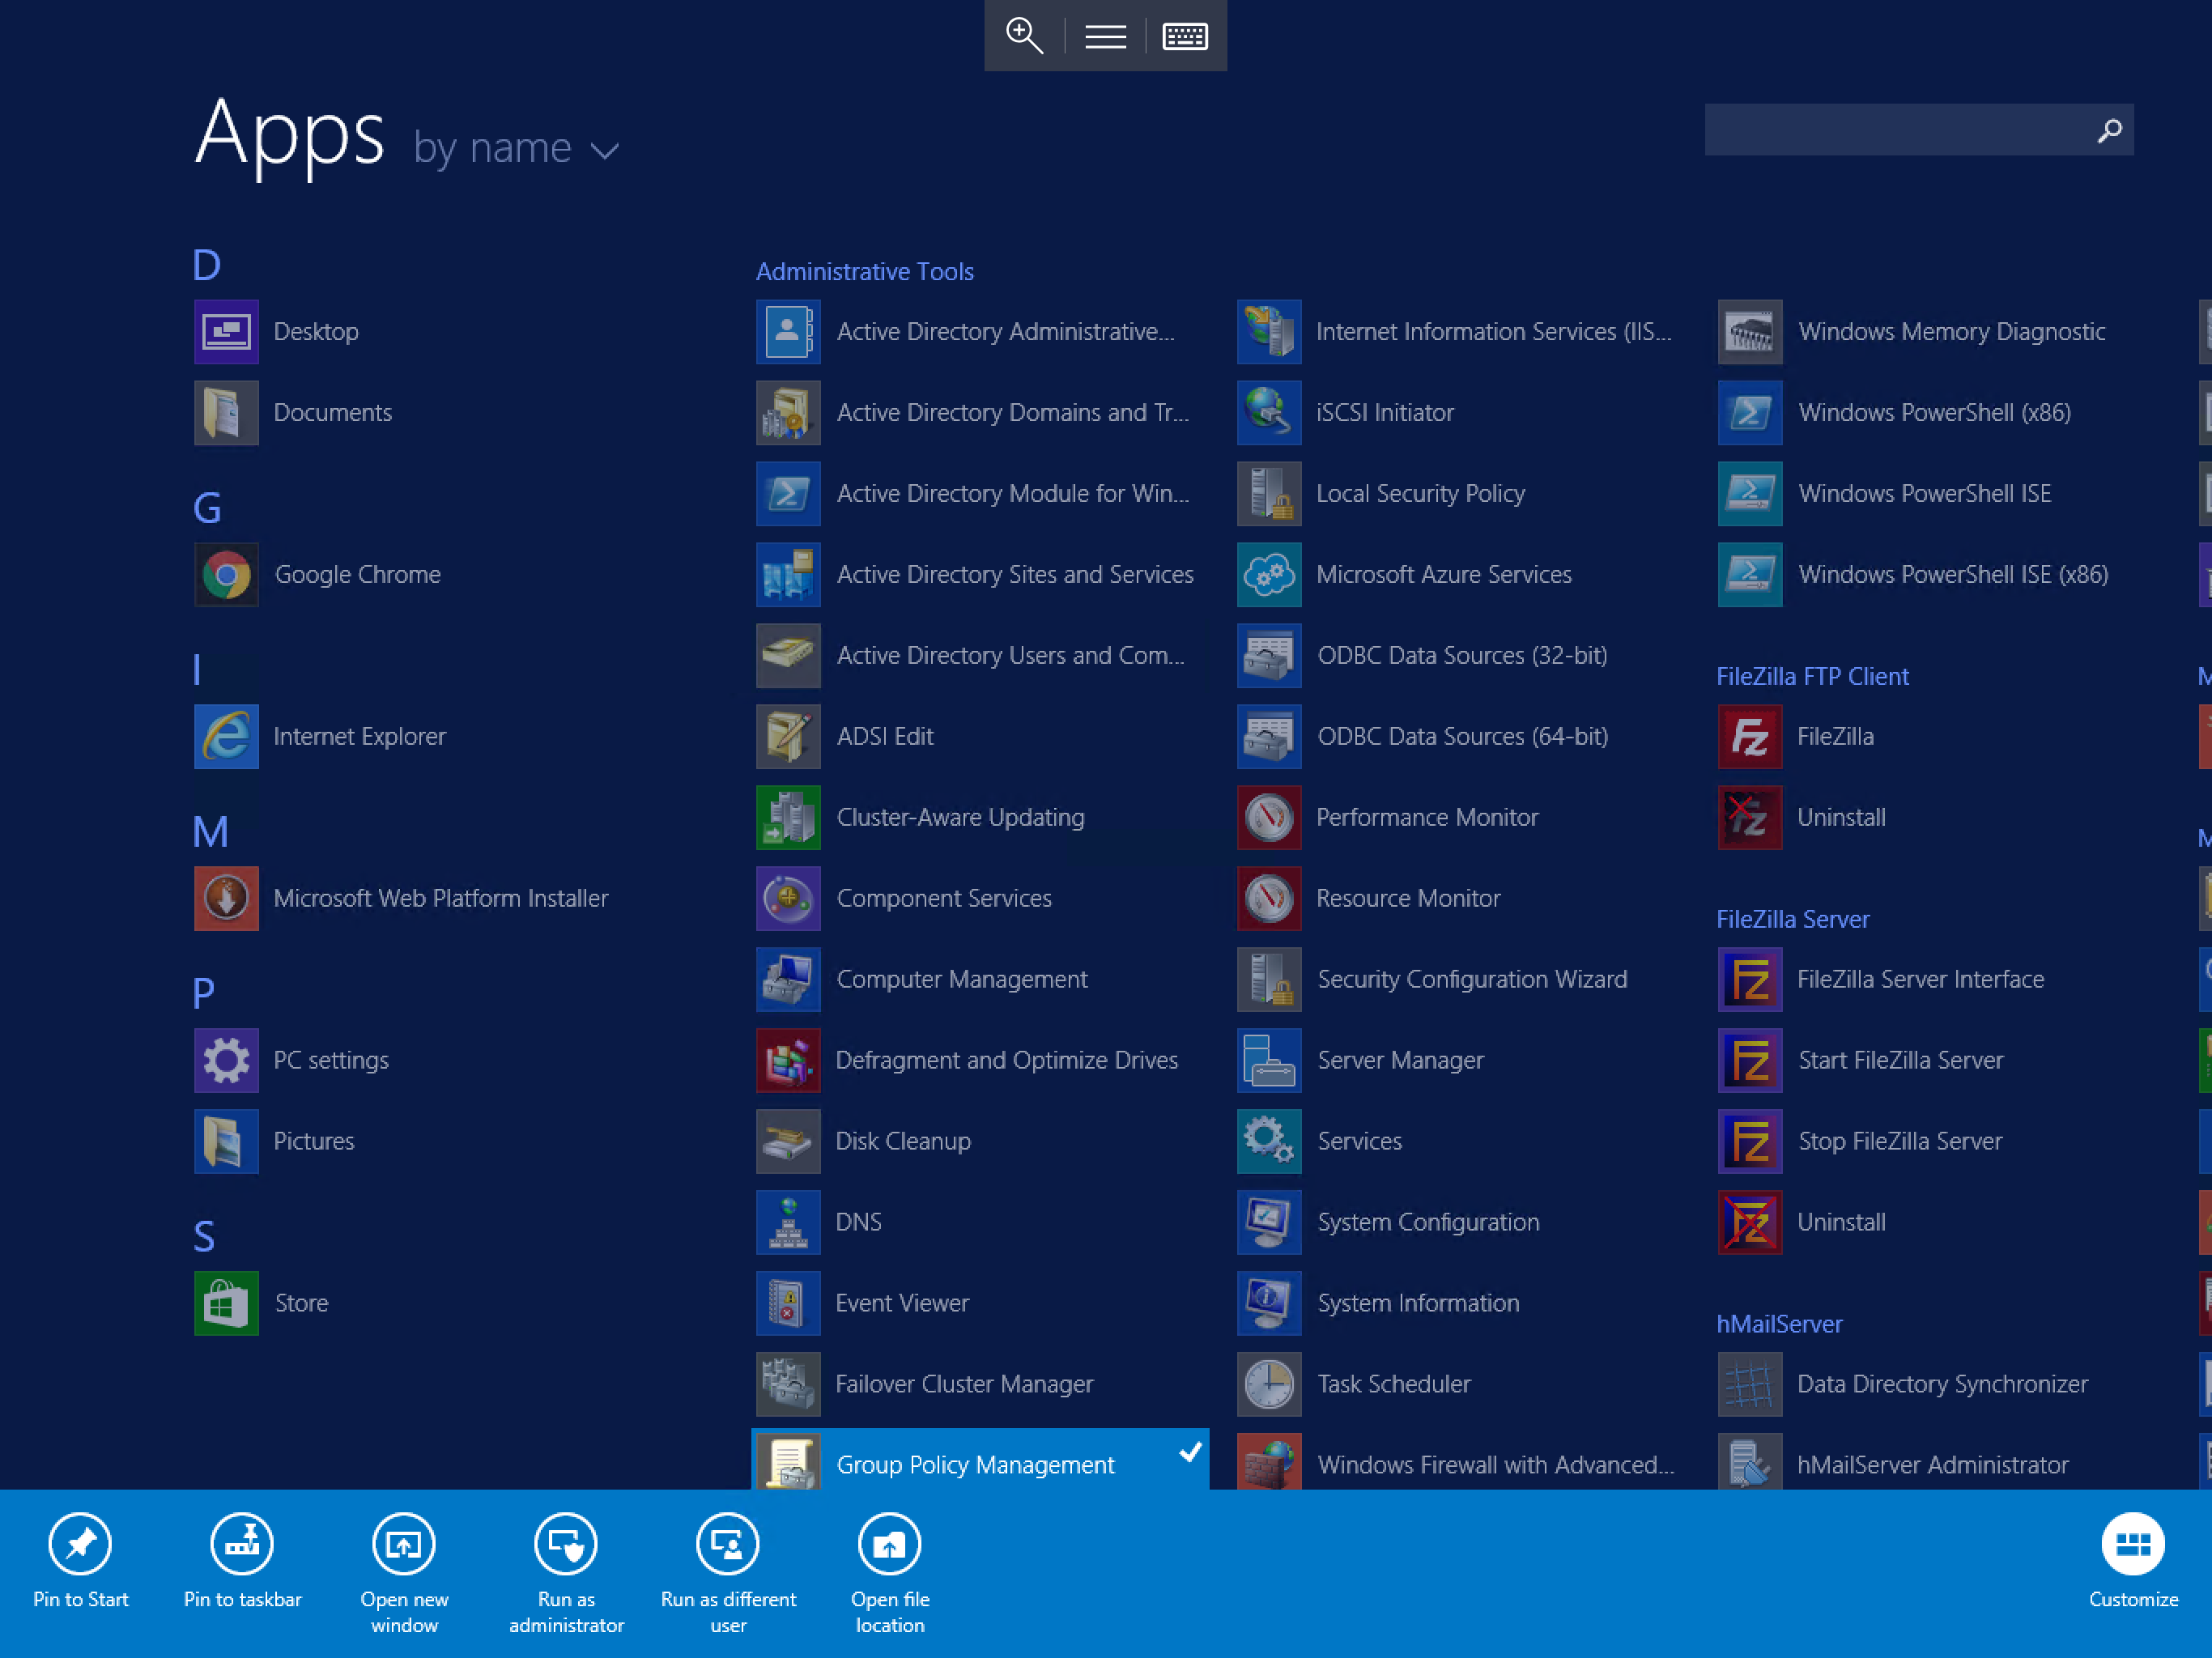 Apps by name
D
Desktop
Documents
G
Google Chrome
I
Internet Explorer
M
Microsoft Web Platform Installer
P
PC settings
Pictures
S
Store
Administrative Tools
Active Directory Administrative...
Active Directory Domains and Tr...
Active Directory Module for Win...
Active Directory Sites and Services
Active Directory Users and Com...
ADSI Edit
Cluster-Aware Updating
Component Services
Computer Management
Defragment and Optimize Drives
Disk Cleanup
DNS
Event Viewer
Failover Cluster Manager
Group Policy Management
Internet Information Services (IIS...
iSCSI Initiator
Local Security Policy
Microsoft Azure Services
ODBC Data Sources (32-bit)
ODBC Data Sources (64-bit)
Performance Monitor
Resource Monitor
Security Configuration Wizard
Server Manager
Services
System Configuration
System Information
Task Scheduler
Windows Firewall with Advanced...
Windows Memory Diagnostic
Windows PowerShell (x86)
Windows PowerShell ISE
Windows PowerShell ISE (x86)
FileZilla FTP Client
FileZilla
Uninstall
FileZilla Server
FileZilla Server Interface
Start FileZilla Server
Stop FileZilla Server
Uninstall
hMailServer
Data Directory Synchronizer
hMailServer Administrator
Pin to Start
Pin to taskbar
Open new
window
Run as
administrator
Run as different
user
Open file
location
Customize